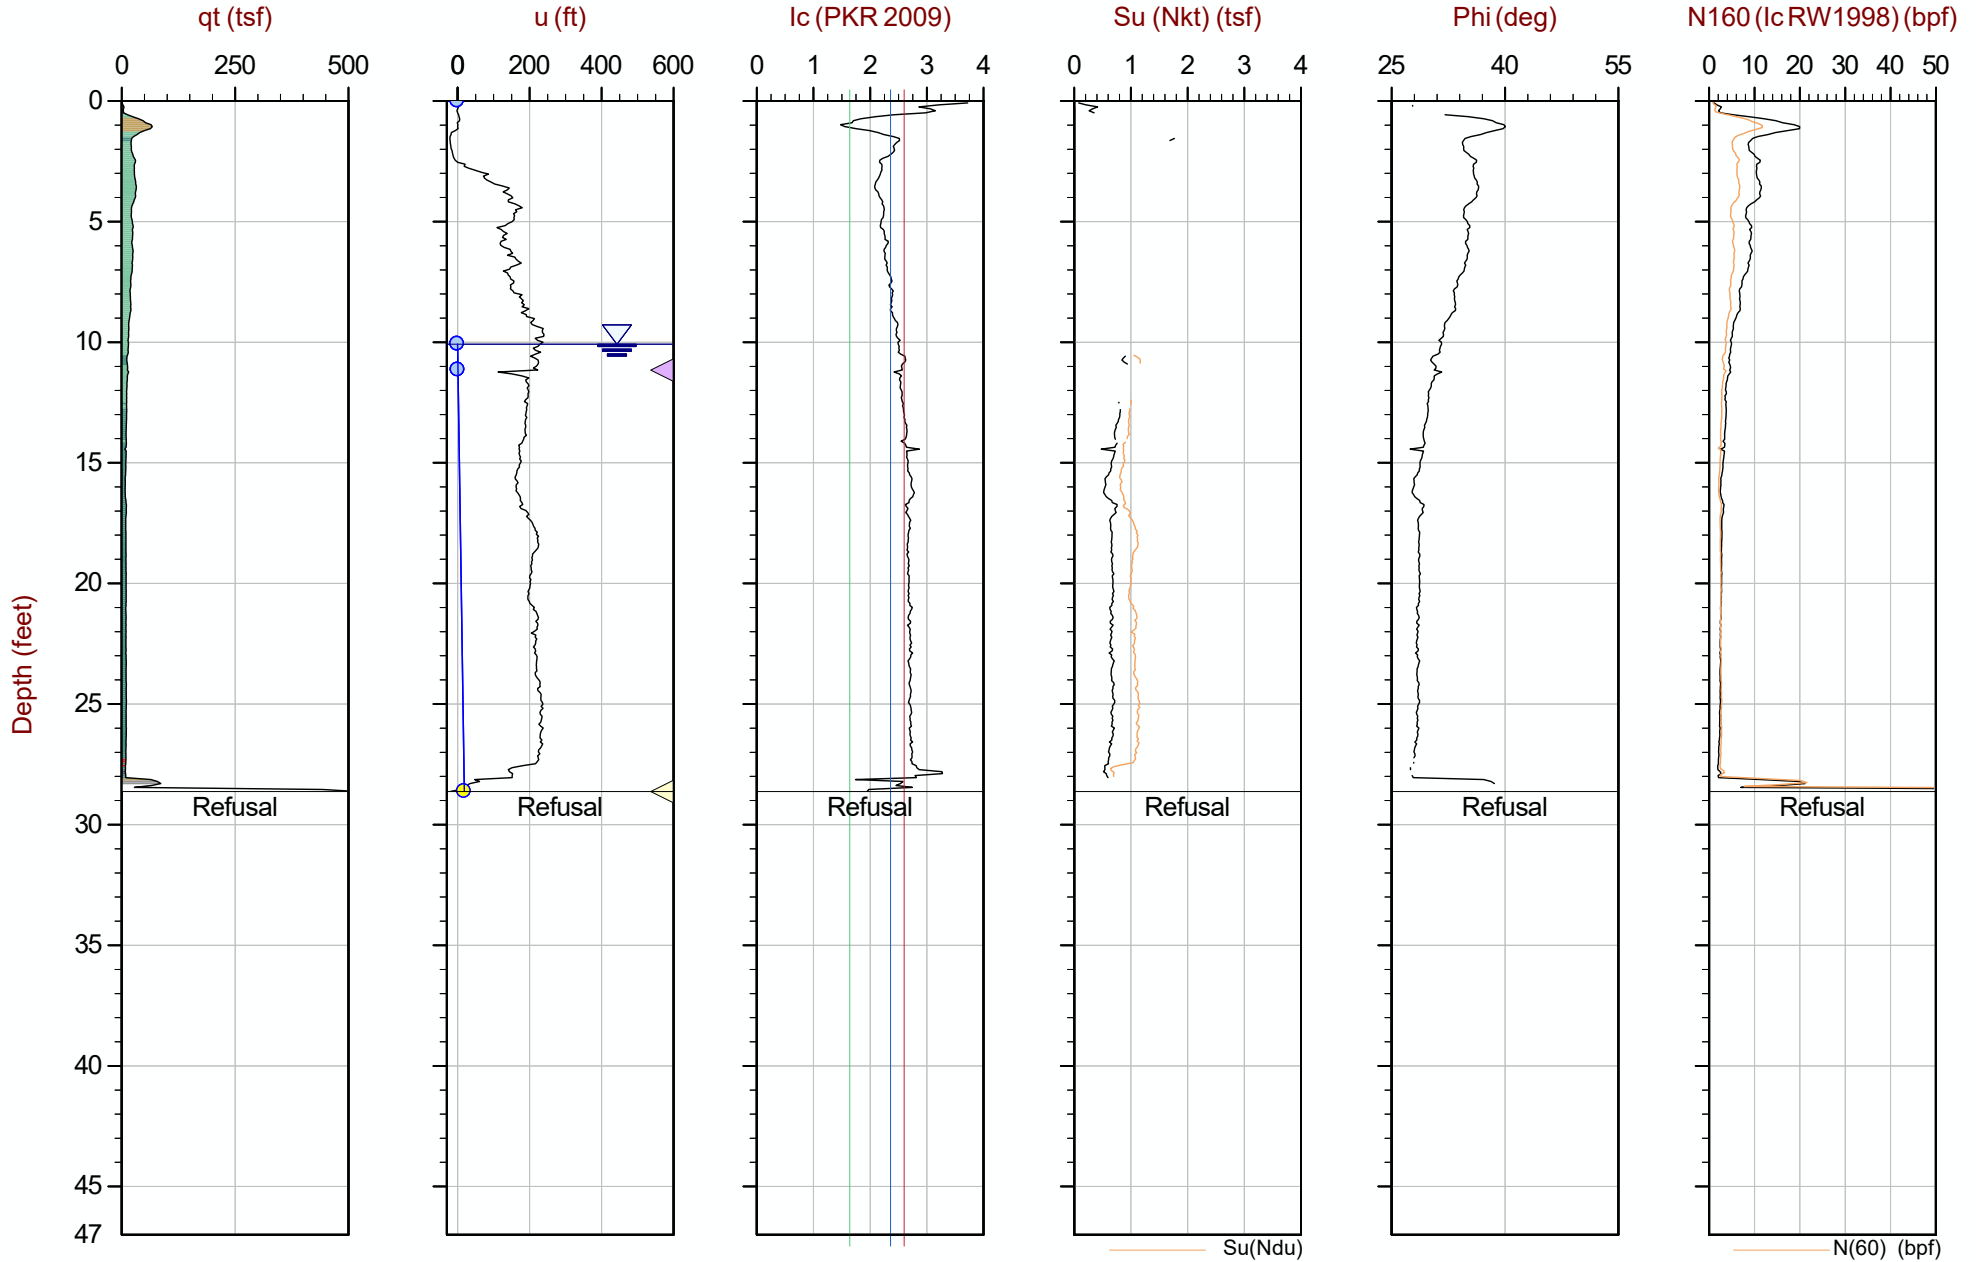 qt (tsf) u (ft) Ic (PKR 2009) Su (Nkt) (tsf) Phi (deg) N160 (Ic RW1998) (bpf)
0 250 500 0 200 400 600 0 1 2 3 4 0 1 2 3 4 25 40 55 0 10 20 30 40 50
0
5
10
15
20
Depth (feet)
25
Refusal Refusal Refusal Refusal Refusal Refusal
30
35
40
45
47
Su(Ndu) N(60) (bpf)